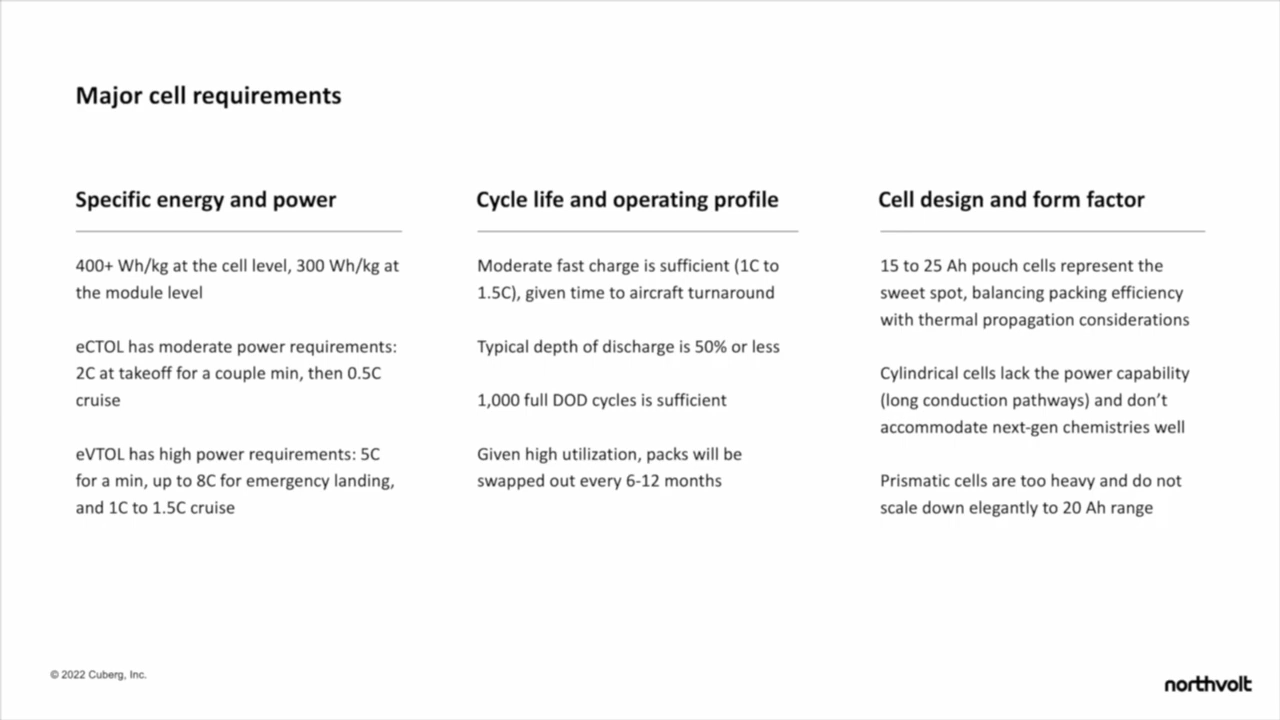 Major cell requirements
Specific energy and power
400+ Wh/kg at the cell level, 300 Wh/kg at
the module level
eCTOL has moderate power requirements:
2C at takeoff for a couple min, then 0.5C
cruise
eVTOL has high power requirements: 5C
for a min, up to 8C for emergency landing,
and 1C to 1.5C cruise
Cycle life and operating profile
Moderate fast charge is sufficient (1C to
1.5C), given time to aircraft turnaround
Typical depth of discharge is 50% or less
1,000 full DOD cycles is sufficient
Given high utilization, packs will be
swapped out every 6-12 months
Cell design and form factor
15 to 25 Ah pouch cells represent the
sweet spot, balancing packing efficiency
with thermal propagation considerations
Cylindrical cells lack the power capability
(long conduction pathways) and don’t
accommodate next-gen chemistries well
Prismatic cells are too heavy and do not
scale down elegantly to 20 Ah range
© 2022 Cuberg, Inc.
northvolt